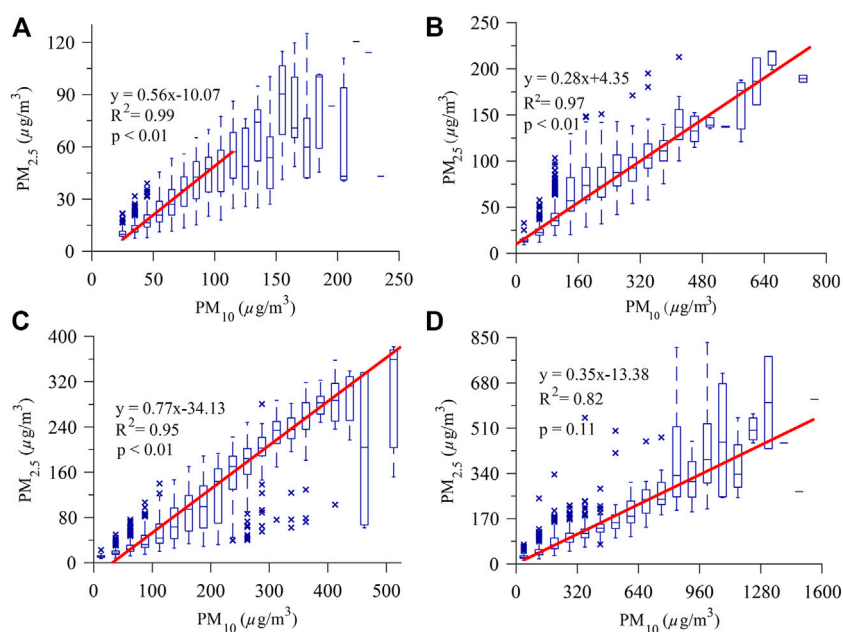 A
120
90
60
30
0
PM2.5 (µg/m³)
y = 0.56x-10.07
R² = 0.99
p < 0.01
0 50 100 150 200 250
PM10 (µg/m³)
B
250
200
150
100
50
0
PM2.5 (µg/m³)
y = 0.28x+4.35
R² = 0.97
p < 0.01
0 160 320 480 640 800
PM10 (µg/m³)
C
400
320
240
160
80
0
PM2.5 (µg/m³)
y = 0.77x-34.13
R² = 0.95
p < 0.01
0 100 200 300 400 500
PM10 (µg/m³)
D
850
680
510
340
170
0
PM2.5 (µg/m³)
y = 0.35x-13.38
R² = 0.82
p = 0.11
0 320 640 960 1280 1600
PM10 (µg/m³)